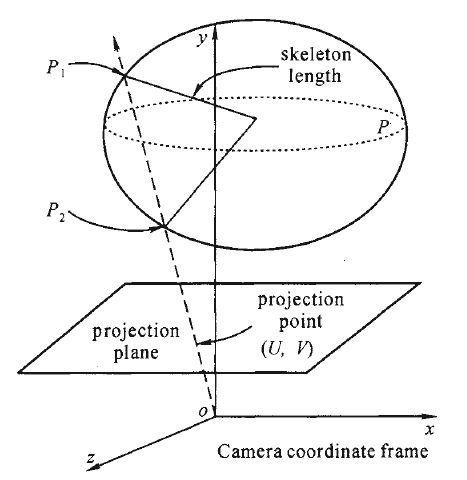 y
P1
skeleton
length
P
P2
projection
plane
projection
point
(U, V)
o
x
z
Camera coordinate frame